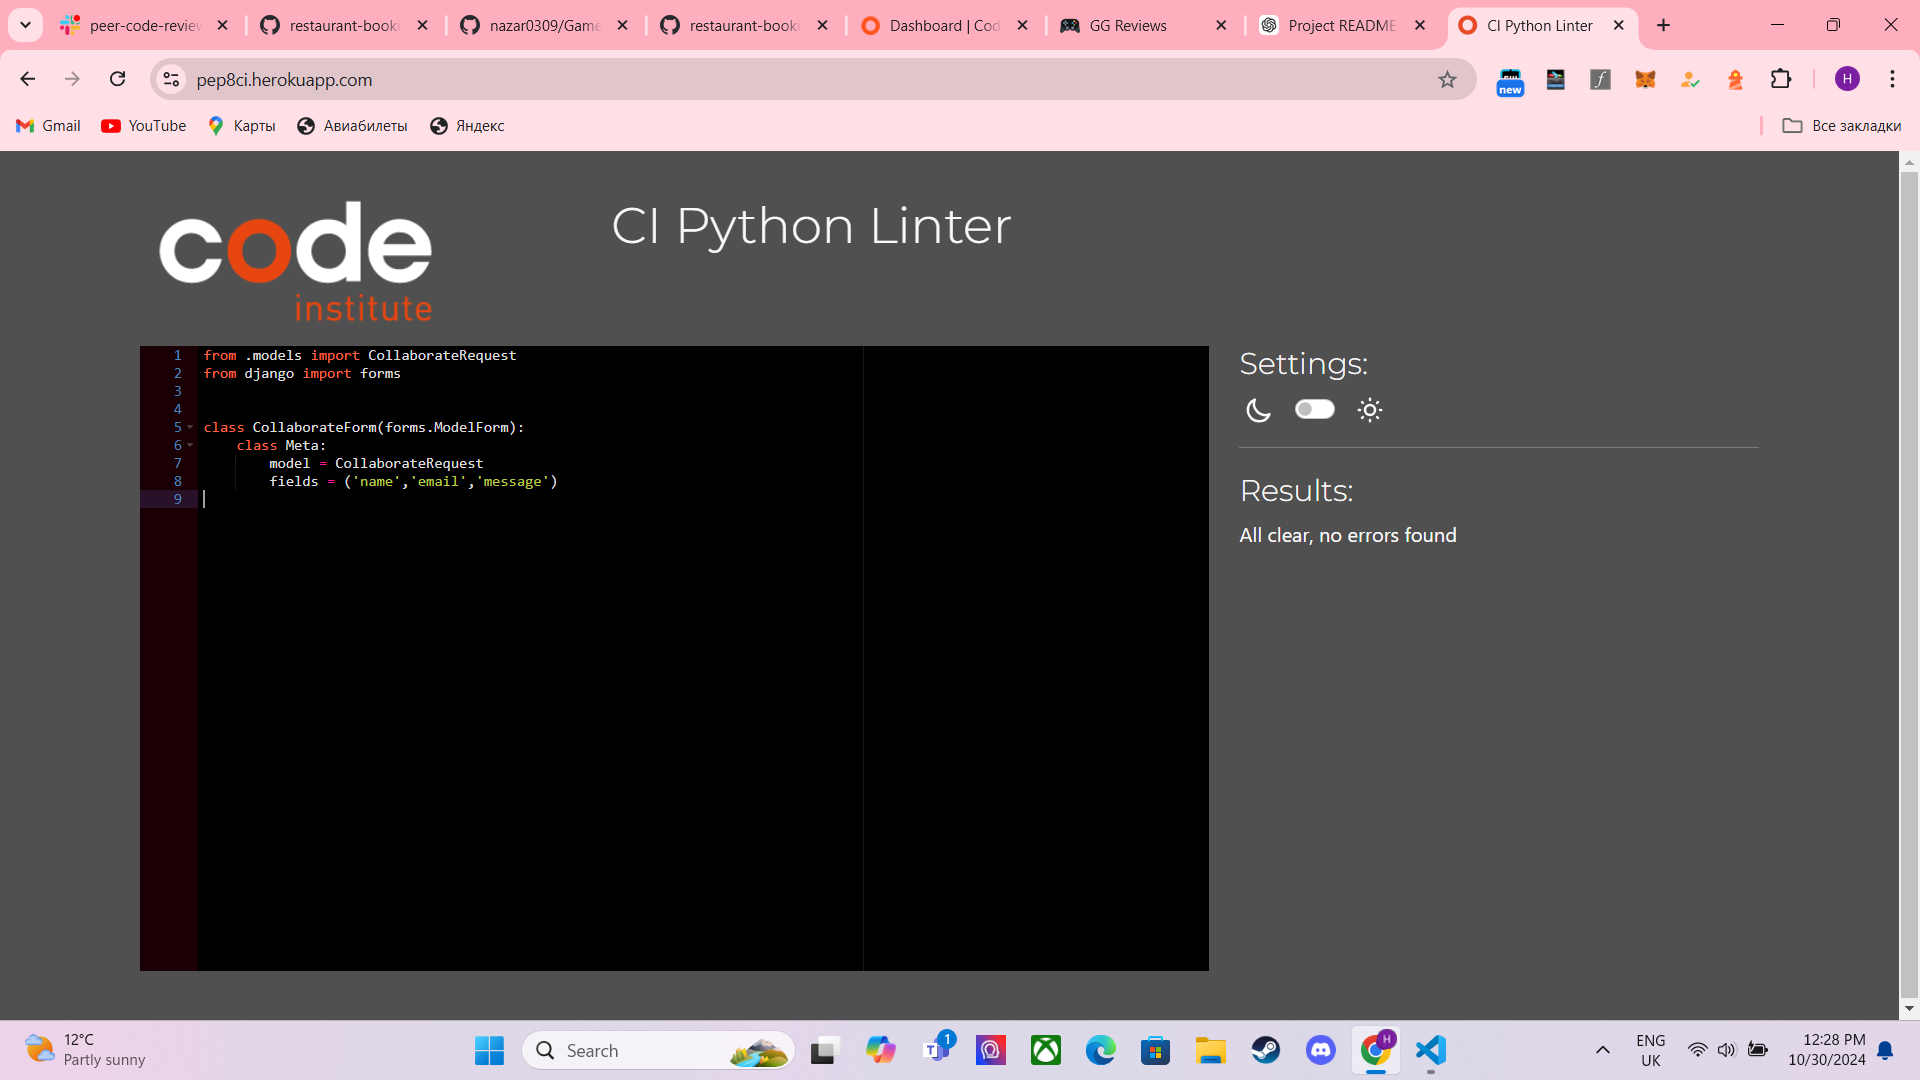 peer-code-review
restaurant-booki
nazar0309/Game
restaurant-booki
Dashboard | Cod
GG Reviews
Project README
CI Python Linter
pep8ci.herokuapp.com
new
H
Gmail
YouTube
Карты
Авиабилеты
Яндекс
Все закладки
code
institute
CI Python Linter
1 from .models import CollaborateRequest
2 from django import forms
3
4
5 class CollaborateForm(forms.ModelForm):
6     class Meta:
7         model = CollaborateRequest
8         fields = ('name','email','message')
9
Settings:
Results:
All clear, no errors found
12°C
Partly sunny
Search
1
H
ENG
UK
12:28 PM
10/30/2024